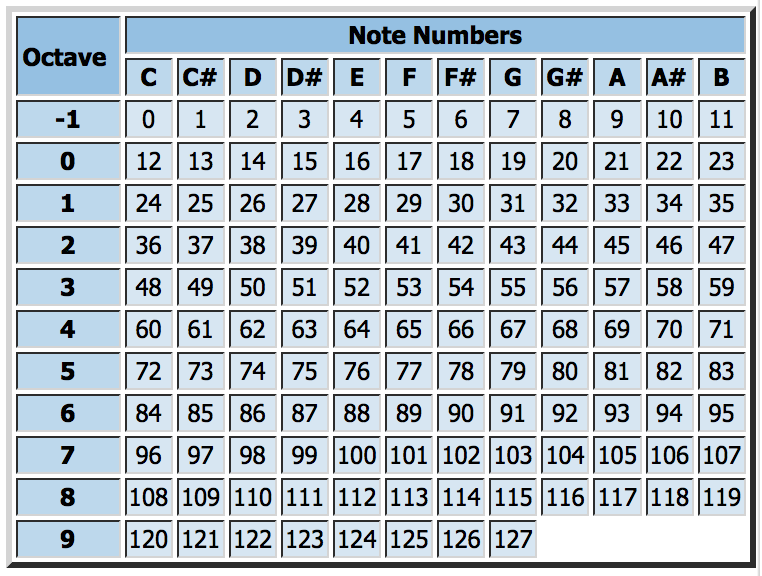 Octave Note Numbers
C C# D D# E F F# G G# A A# B
-1 0 1 2 3 4 5 6 7 8 9 10 11
0 12 13 14 15 16 17 18 19 20 21 22 23
1 24 25 26 27 28 29 30 31 32 33 34 35
2 36 37 38 39 40 41 42 43 44 45 46 47
3 48 49 50 51 52 53 54 55 56 57 58 59
4 60 61 62 63 64 65 66 67 68 69 70 71
5 72 73 74 75 76 77 78 79 80 81 82 83
6 84 85 86 87 88 89 90 91 92 93 94 95
7 96 97 98 99 100 101 102 103 104 105 106 107
8 108 109 110 111 112 113 114 115 116 117 118 119
9 120 121 122 123 124 125 126 127